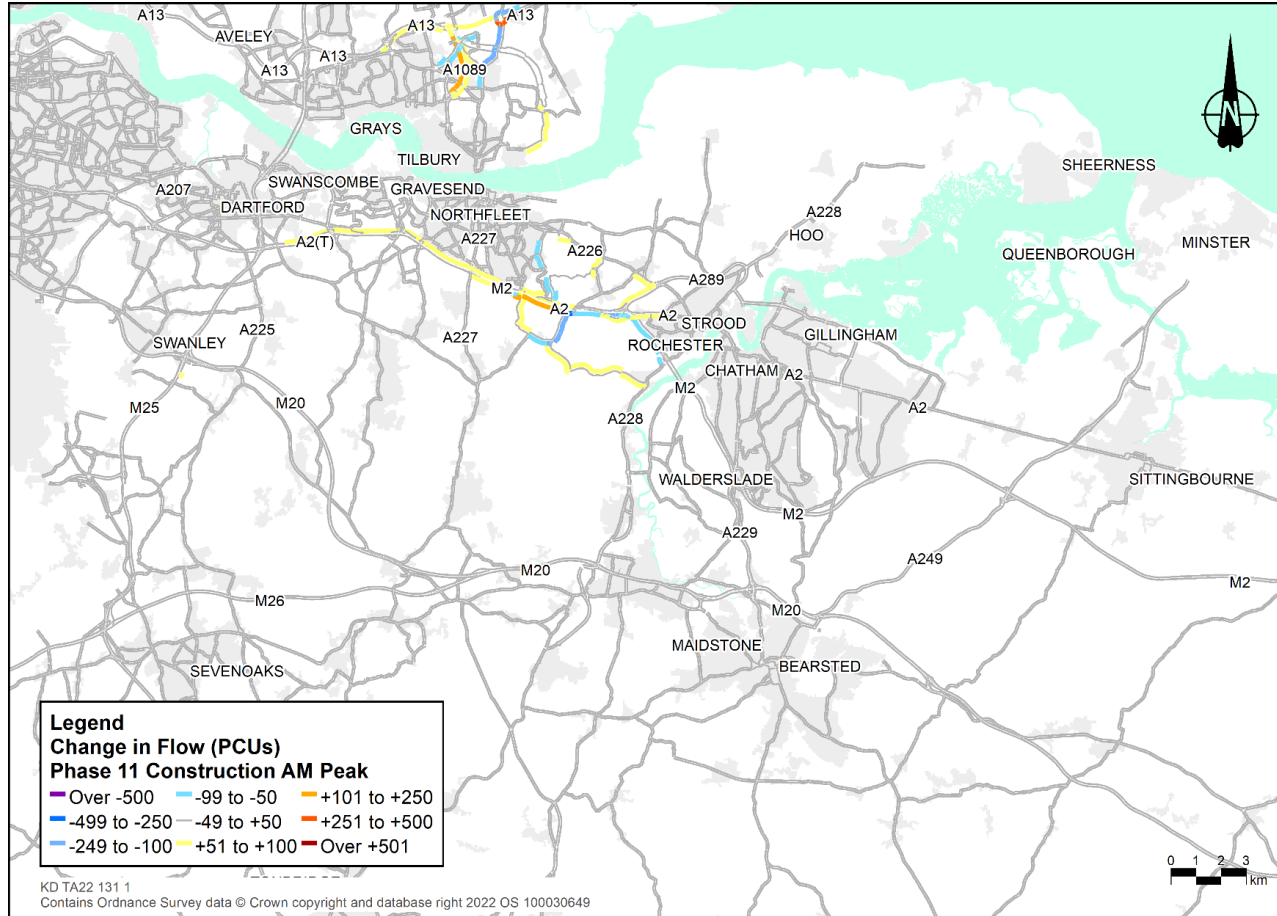 A13
A13
A13
AVELEY
A13
A13
A13
A1089
GRAYS
TILBURY
SHEERNESS
SWANSCOMBE
A207
GRAVESEND
DARTFORD
NORTHFLEET
A228
HOO
A227
A226
A2(T)
MINSTER
QUEENBOROUGH
A289
M2
A2
A2
STROOD
A225
A227
SWANLEY
ROCHESTER
GILLINGHAM
CHATHAM
A2
M2
M25
M20
A2
A228
WALDERSLADE
SITTINGBOURNE
M2
A229
A249
M20
M2
M26
M20
MAIDSTONE
BEARSTED
SEVENOAKS
N
Legend
Change in Flow (PCUs)
Phase 11 Construction AM Peak
Over -500
-99 to -50
+101 to +250
-499 to -250
-49 to +50
+251 to +500
-249 to -100
+51 to +100
Over +501
0 1 2 3
km
KD TA22 131 1
Contains Ordnance Survey data © Crown copyright and database right 2022 OS 100030649